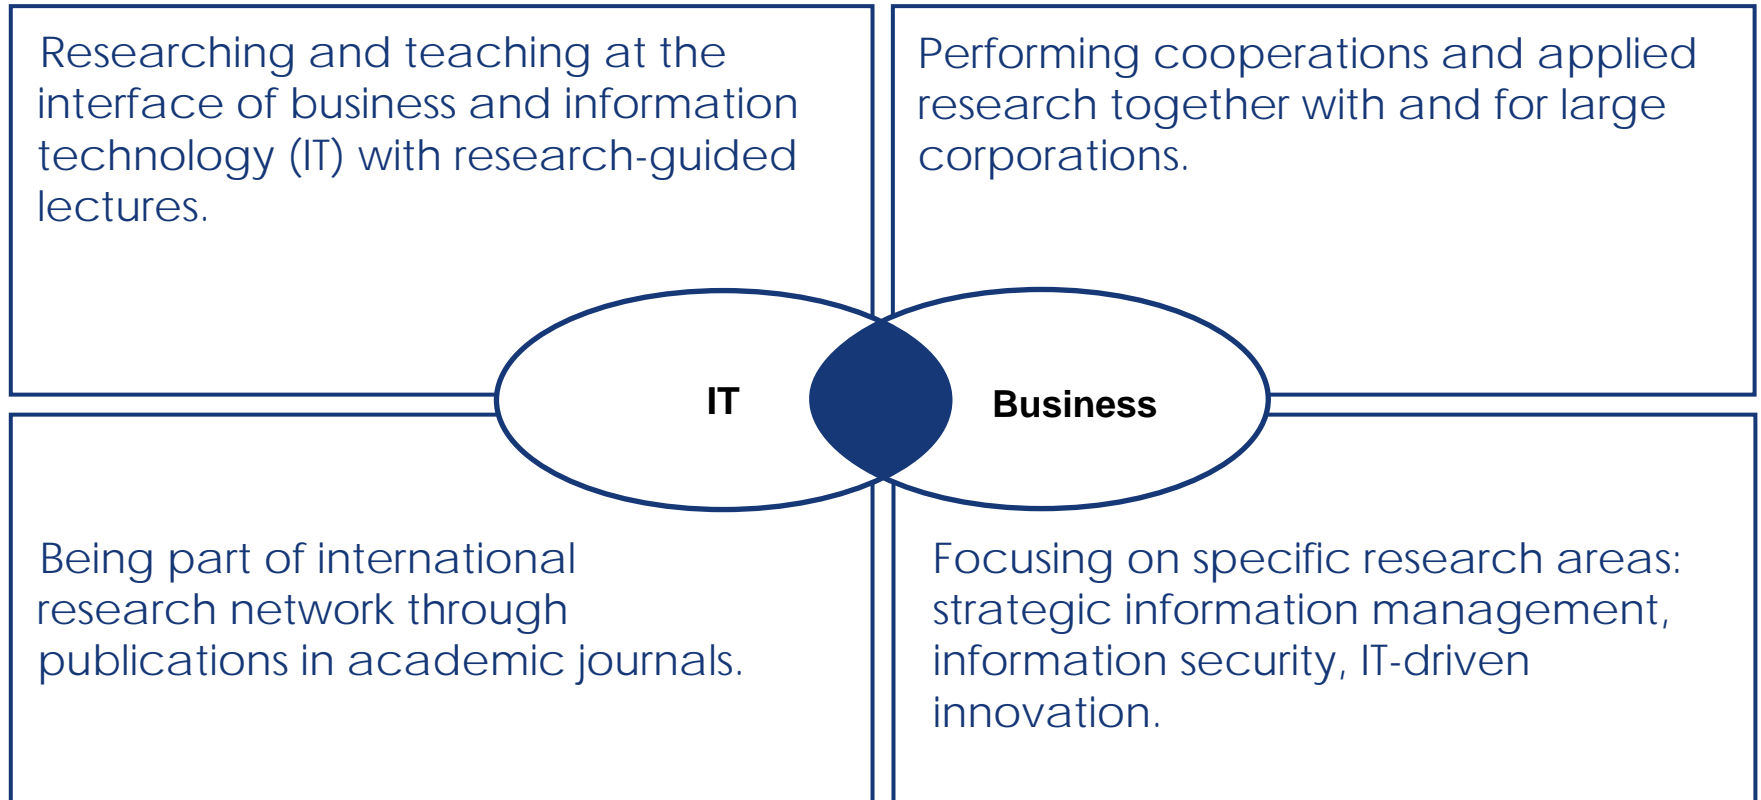 Researching and teaching at the
interface of business and information
technology (IT) with research-guided
lectures.
Performing cooperations and applied
research together with and for large
corporations.
IT
Business
Being part of international
research network through
publications in academic journals.
Focusing on specific research areas:
strategic information management,
information security, IT-driven
innovation.